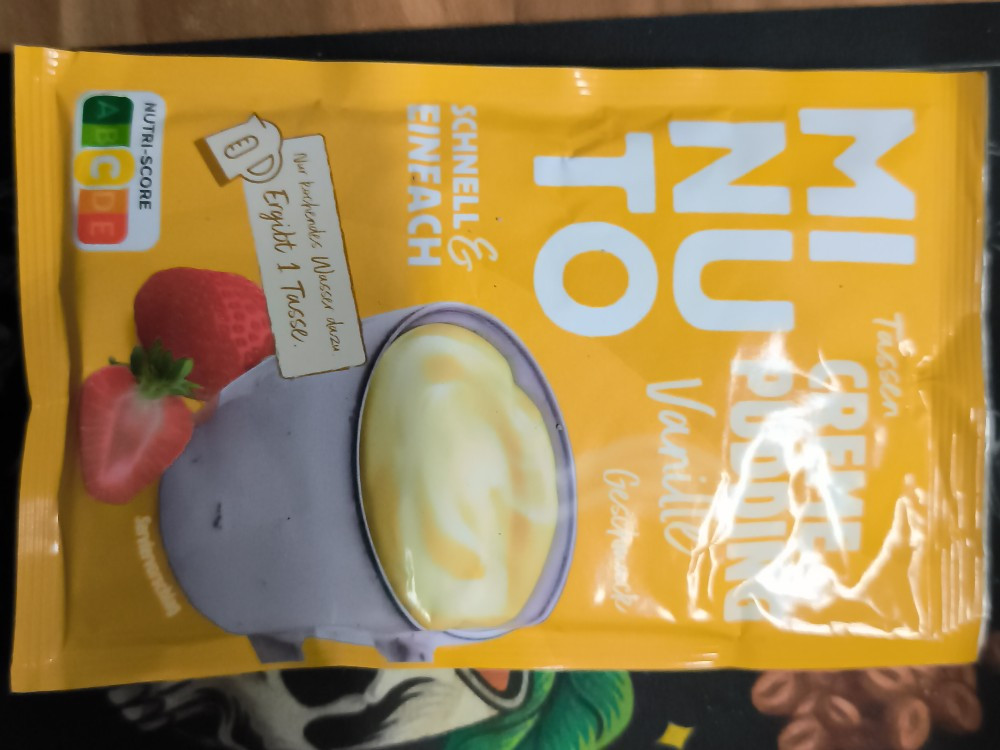 MI
NU
TO
Tassen
CREME
PUDDING
Vanille
Geschmack
SCHNELL &
EINFACH
Nur kochendes Wasser dazu.
Ergibt 1 Tasse.
NUTRI-SCORE
A B C D E
Serviervorschlag